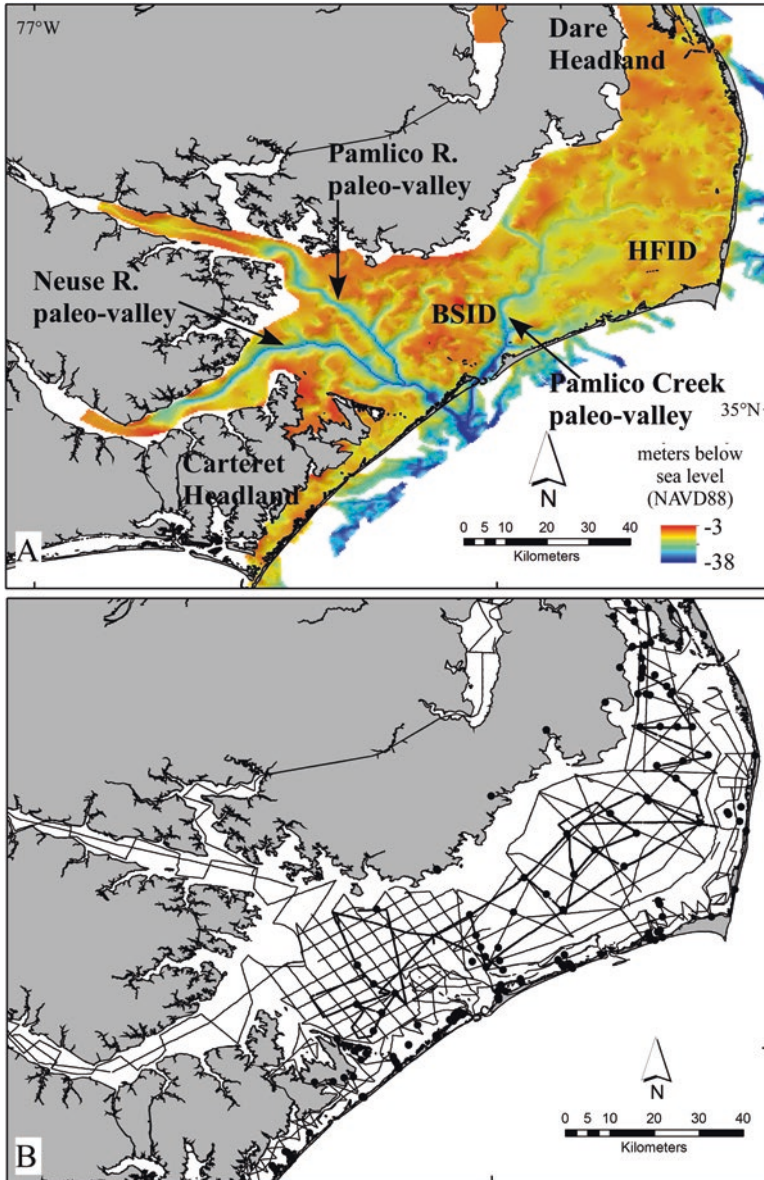 77°W
Dare
Headland
Pamlico R.
paleo-valley
Neuse R.
paleo-valley
HFID
BSID
Pamlico Creek
paleo-valley
35°N
Carteret
Headland
meters below
sea level
(NAVD88)
-3
-38
N
0 5 10 20 30 40
Kilometers
A
N
0 5 10 20 30 40
Kilometers
B